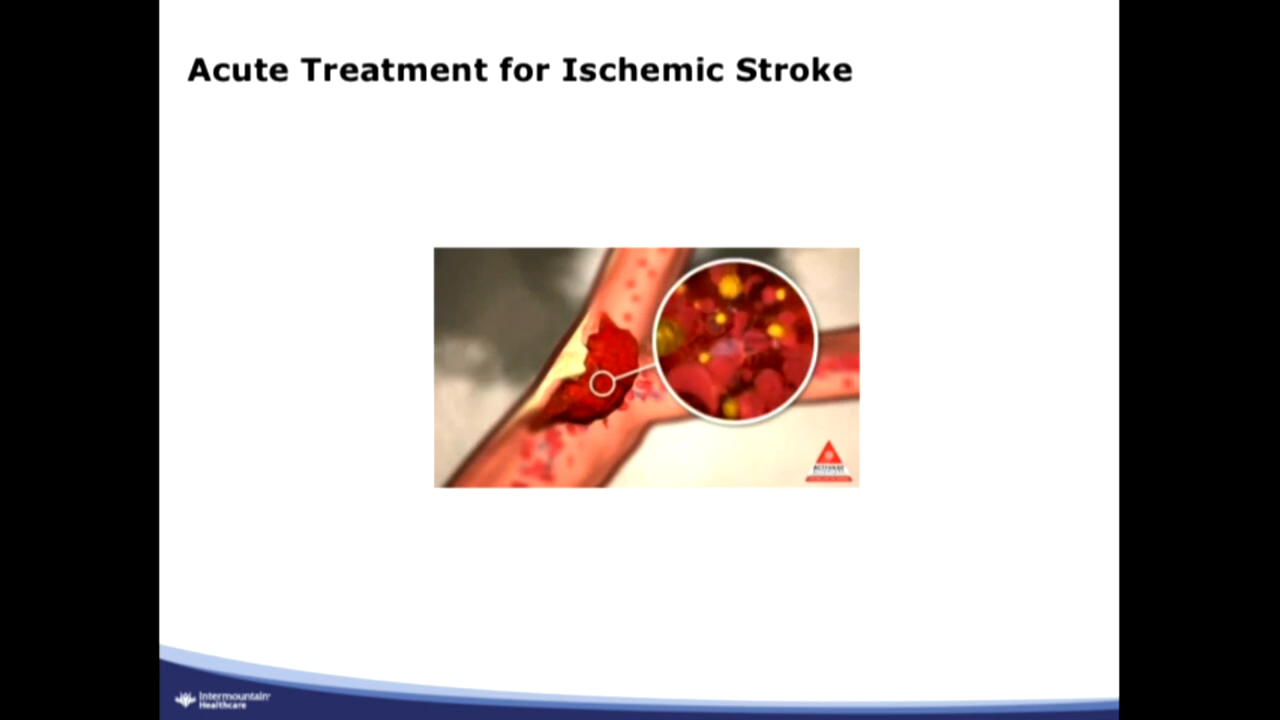 Acute Treatment for Ischemic Stroke
Intermountain
Healthcare